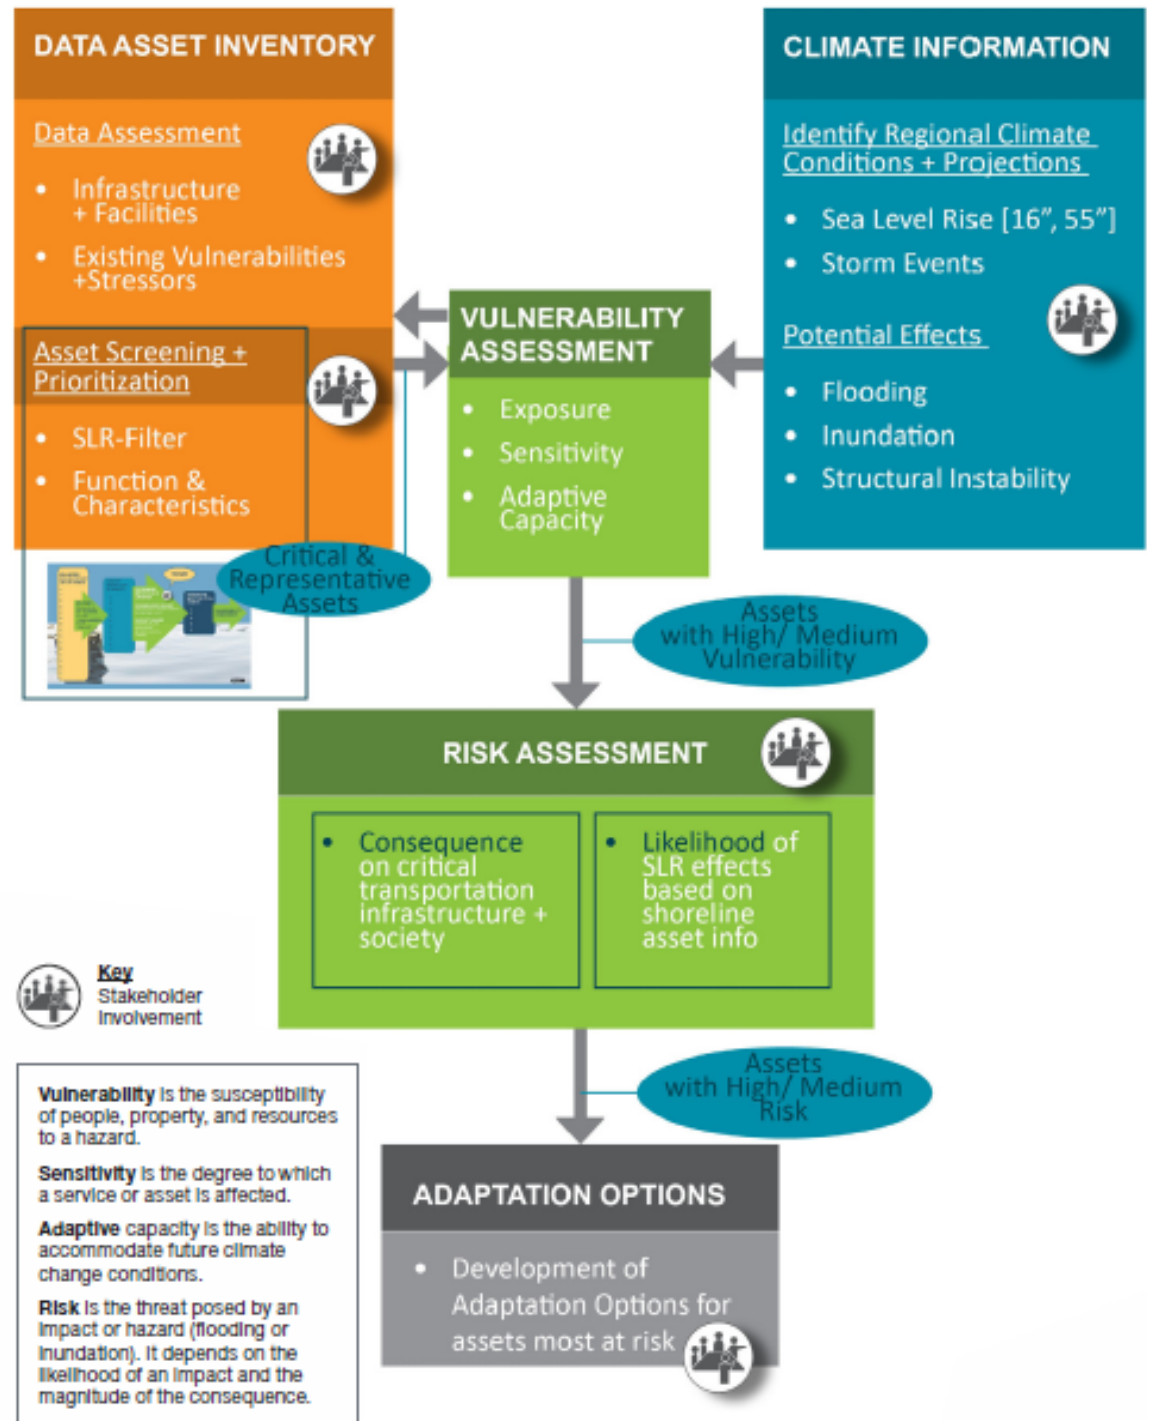 DATA ASSET INVENTORY
Data Assessment
• Infrastructure
+ Facilities
• Existing Vulnerabilities
+Stressors
Asset Screening +
Prioritization
• SLR-Filter
• Function &
Characteristics
Critical &
Representative
Assets
VULNERABILITY
ASSESSMENT
• Exposure
• Sensitivity
• Adaptive
Capacity
CLIMATE INFORMATION
Identify Regional Climate
Conditions + Projections
• Sea Level Rise [16”, 55”]
• Storm Events
Potential Effects
• Flooding
• Inundation
• Structural Instability
Assets
with High/ Medium
Vulnerability
RISK ASSESSMENT
• Consequence
on critical
transportation
infrastructure +
society
• Likelihood of
SLR effects
based on
shoreline
asset info
Key
Stakeholder
Involvement
Assets
with High/ Medium
Risk
ADAPTATION OPTIONS
• Development of
Adaptation Options for
assets most at risk
Vulnerability is the susceptibility
of people, property, and resources
to a hazard.
Sensitivity is the degree to which
a service or asset is affected.
Adaptive capacity is the ability to
accommodate future climate
change conditions.
Risk is the threat posed by an
impact or hazard (flooding or
inundation). It depends on the
likelihood of an impact and the
magnitude of the consequence.